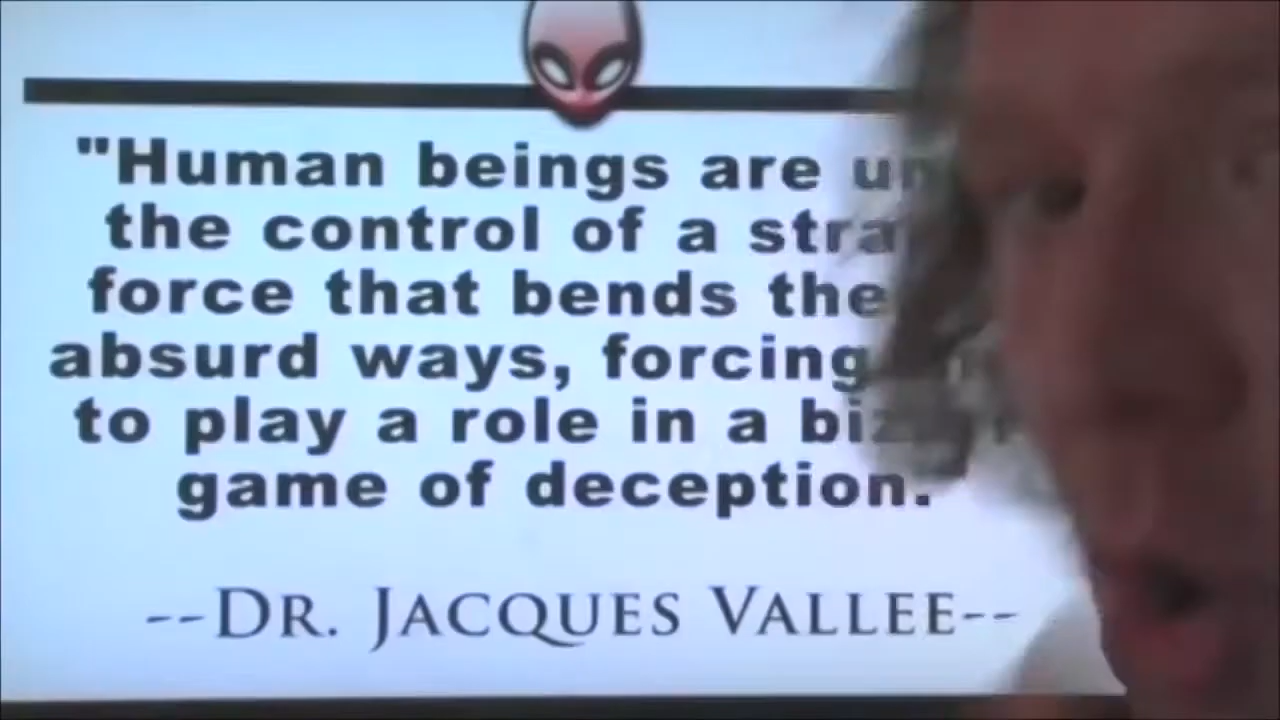 "Human beings are
the control of a
force that bends
absurd ways, forcing
to play a role in a
game of deception.
--DR. JACQUES VALLEE--